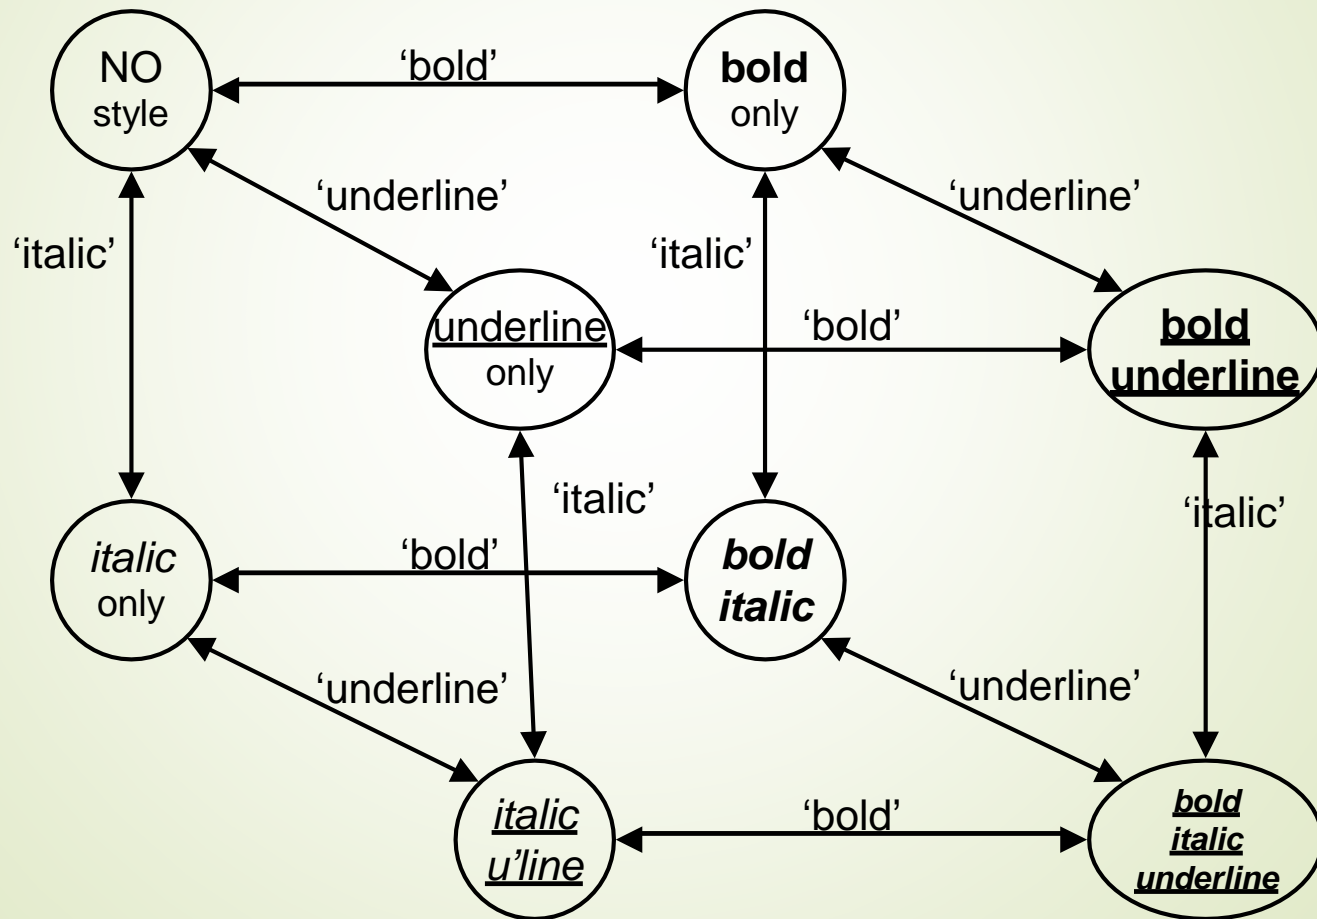 NO
style
‘bold’
bold
only
‘underline’
‘underline’
‘italic’
‘italic’
underline
only
‘bold’
bold
underline
‘italic’
‘italic’
italic
only
‘bold’
bold
italic
‘underline’
‘underline’
italic
u’line
‘bold’
bold
italic
underline